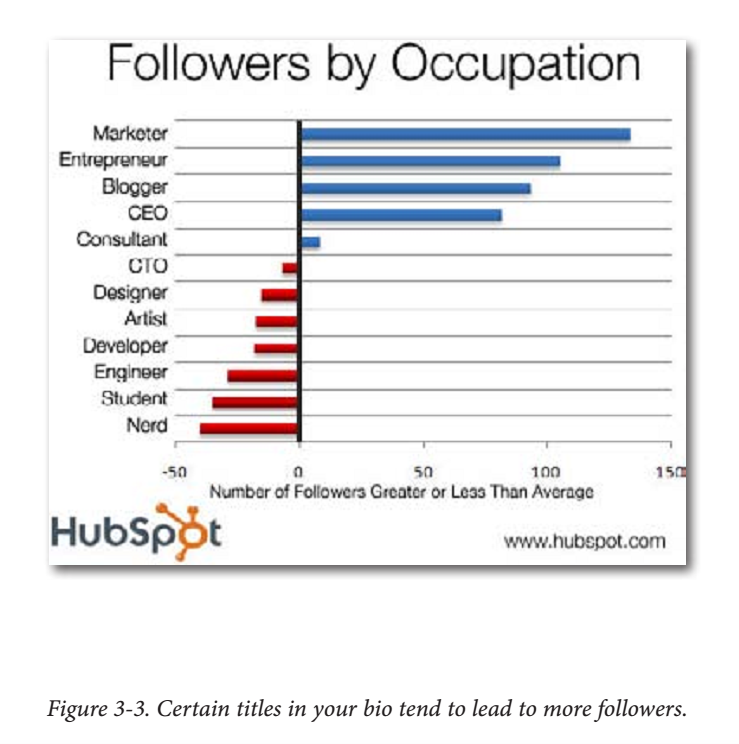 Followers by Occupation
Marketer
Entrepreneur
Blogger
CEO
Consultant
CTO
Designer
Artist
Developer
Engineer
Student
Nerd
-50 0 50 100 150
Number of Followers Greater or Less Than Average
HubSpot www.hubspot.com
Figure 3-3. Certain titles in your bio tend to lead to more followers.